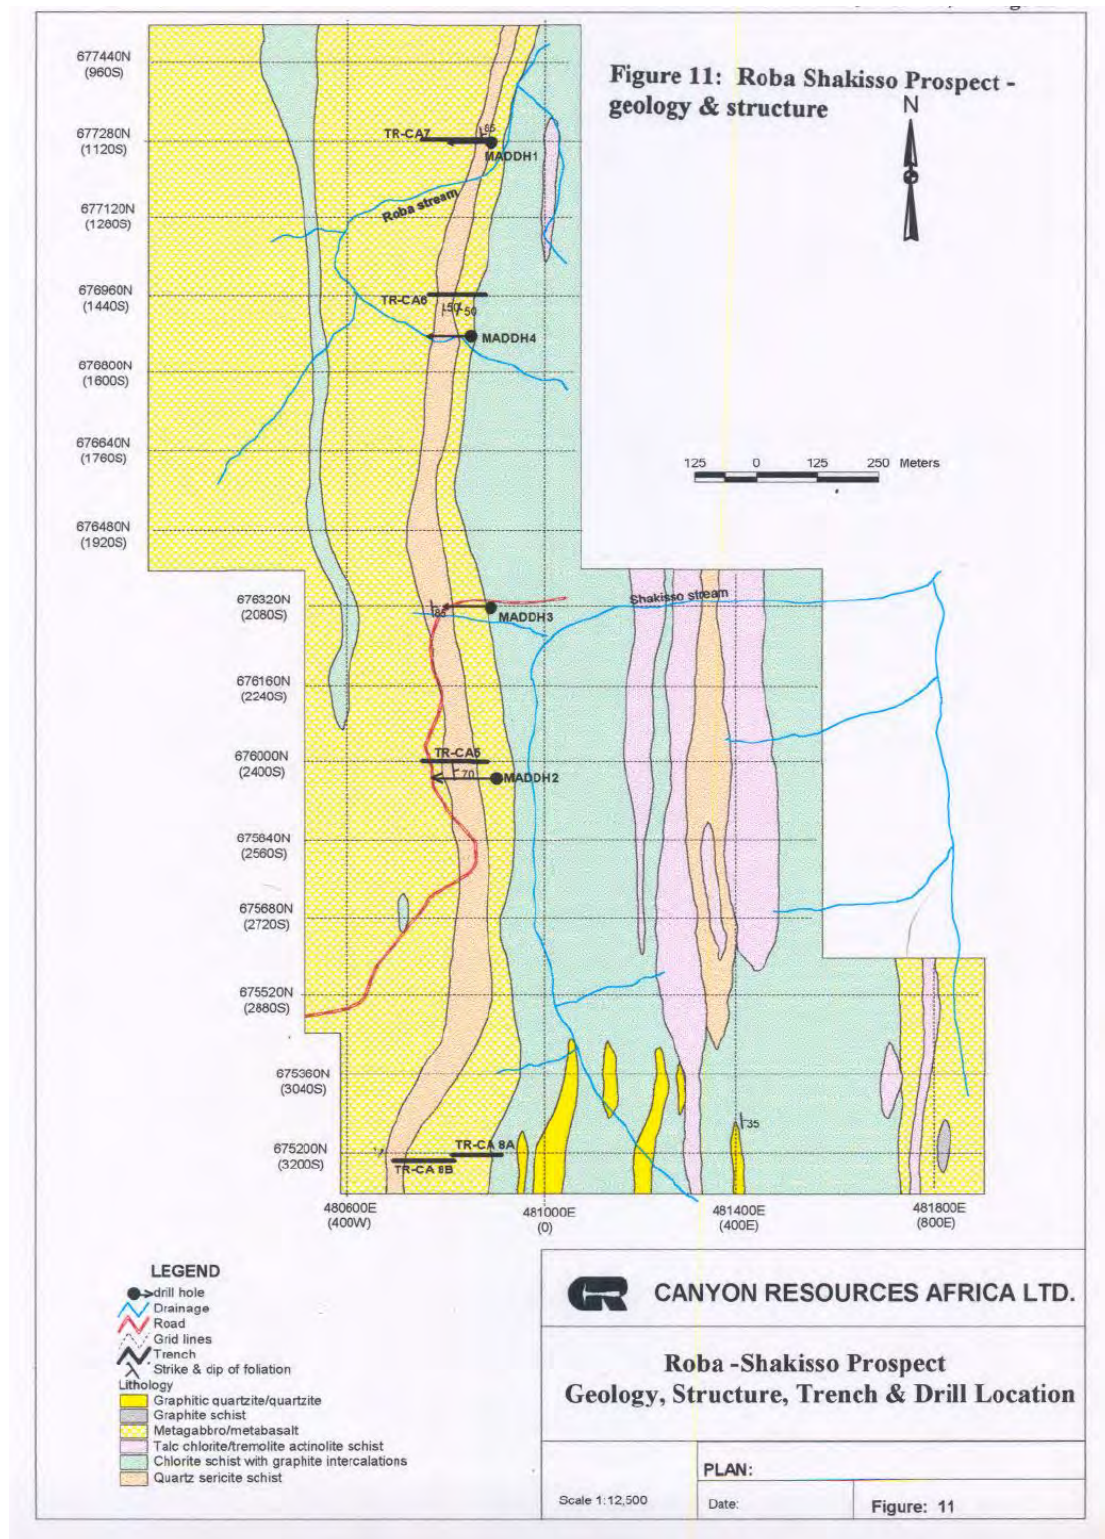 Figure 11: Roba Shakisso Prospect -
geology & structure
N
677440N
(960S)
677280N
(1120S)
677120N
(1280S)
676960N
(1440S)
676800N
(1600S)
676640N
(1760S)
676480N
(1920S)
676320N
(2080S)
676160N
(2240S)
676000N
(2400S)
675840N
(2560S)
675680N
(2720S)
675520N
(2880S)
675360N
(3040S)
675200N
(3200S)
TR-CA7
85
MADDH1
Roba stream
TR-CA6
50
50
MADDH4
125 0 125 250 Meters
Shakisso stream
85
MADDH3
TR-CA5
70
MADDH2
35
TR-CA 8A
TR-CA 8B
480600E
(400W)
481000E
(0)
481400E
(400E)
481800E
(800E)
LEGEND
drill hole
Drainage
Road
Grid lines
Trench
Strike & dip of foliation
Lithology
Graphitic quartzite/quartzite
Graphite schist
Metagabbro/metabasalt
Talc chlorite/tremolite actinolite schist
Chlorite schist with graphite intercalations
Quartz sericite schist
CANYON RESOURCES AFRICA LTD.
Roba -Shakisso Prospect
Geology, Structure, Trench & Drill Location
Scale 1:12,500
PLAN:
Date:
Figure: 11